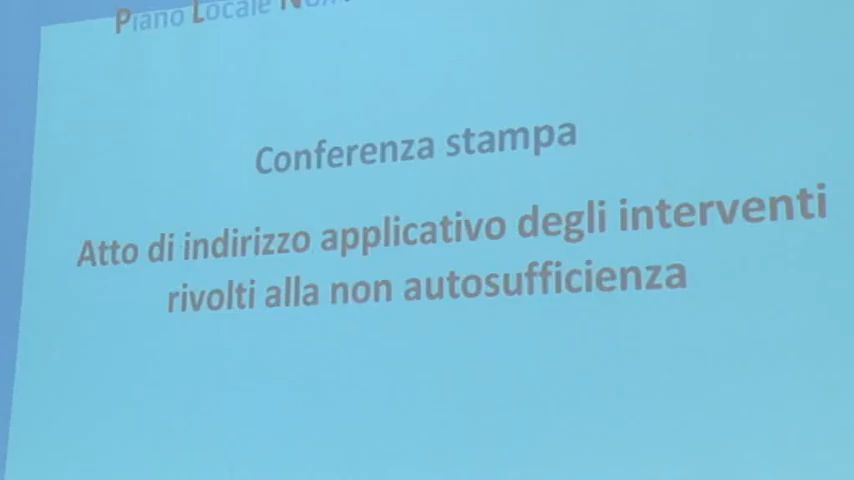 Piano Locale
Conferenza stampa
Atto di indirizzo applicativo degli interventi
rivolti alla non autosufficienza